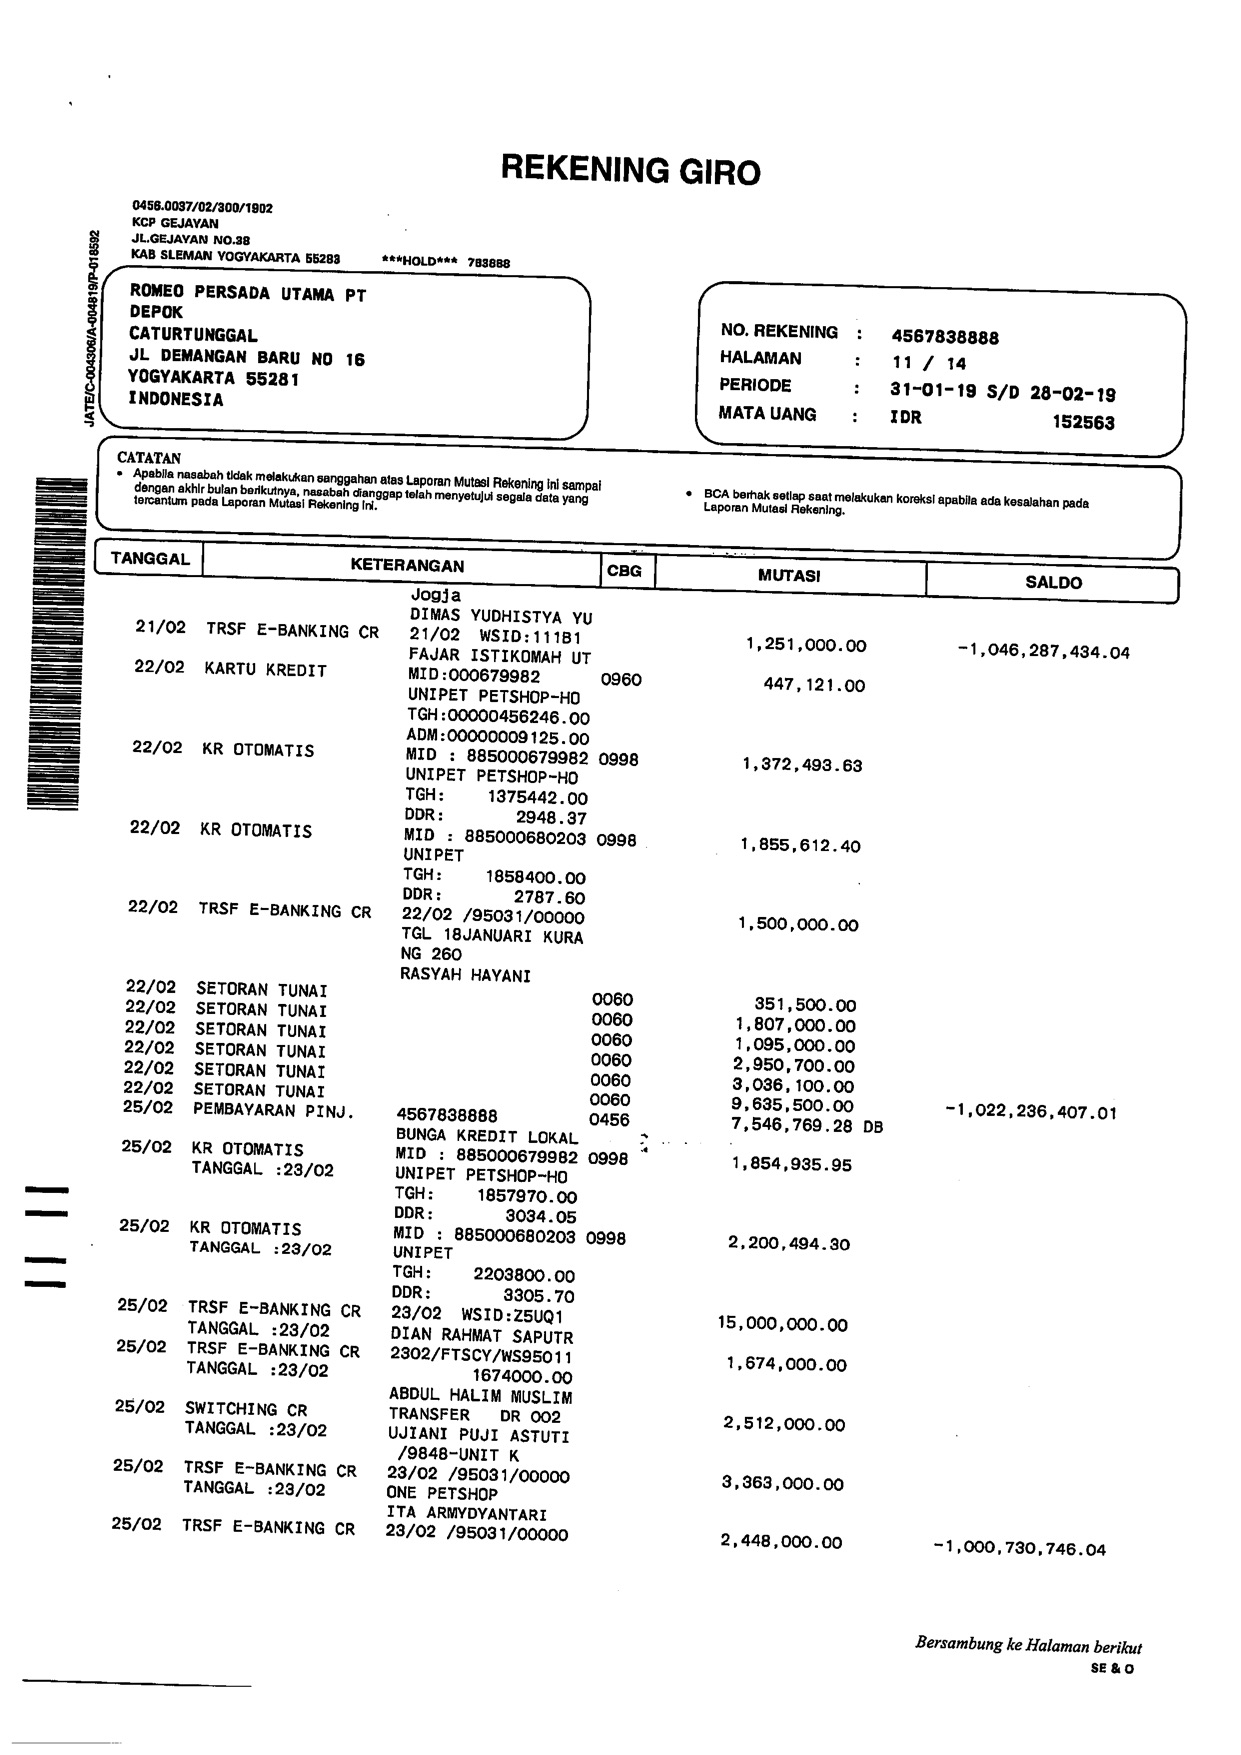 REKENING GIRO
0456.0037/02/300/1902
KCP GEJAYAN
JL.GEJAYAN NO.38
KAB SLEMAN YOGYAKARTA 55283 ***HOLD*** 783888
JATE/C-004306/A-004819/P-018592
ROMEO PERSADA UTAMA PT
DEPOK
CATURTUNGGAL
JL DEMANGAN BARU NO 16
YOGYAKARTA 55281
INDONESIA
NO. REKENING : 4567838888
HALAMAN : 11 / 14
PERIODE : 31-01-19 S/D 28-02-19
MATA UANG : IDR 152563
CATATAN
• Apabila nasabah tidak melakukan sanggahan atas Laporan Mutasi Rekening ini sampai
dengan akhir bulan berikutnya, nasabah dianggap telah menyetujui segala data yang
tercantum pada Laporan Mutasi Rekening ini.
• BCA berhak setiap saat melakukan koreksi apabila ada kesalahan pada
Laporan Mutasi Rekening.
TANGGAL KETERANGAN CBG MUTASI SALDO
Jogja
DIMAS YUDHISTYA YU
21/02 TRSF E-BANKING CR 21/02 WSID:111B1 1,251,000.00 -1,046,287,434.04
FAJAR ISTIKOMAH UT
22/02 KARTU KREDIT MID:000679982 0960 447,121.00
UNIPET PETSHOP-HO
TGH:00000456246.00
ADM:00000009125.00
22/02 KR OTOMATIS MID : 885000679982 0998 1,372,493.63
UNIPET PETSHOP-HO
TGH: 1375442.00
DDR: 2948.37
22/02 KR OTOMATIS MID : 885000680203 0998 1,855,612.40
UNIPET
TGH: 1858400.00
DDR: 2787.60
22/02 TRSF E-BANKING CR 22/02 /95031/00000 1,500,000.00
TGL 18JANUARI KURA
NG 260
RASYAH HAYANI
22/02 SETORAN TUNAI 0060 351,500.00
22/02 SETORAN TUNAI 0060 1,807,000.00
22/02 SETORAN TUNAI 0060 1,095,000.00
22/02 SETORAN TUNAI 0060 2,950,700.00
22/02 SETORAN TUNAI 0060 3,036,100.00
22/02 SETORAN TUNAI 0060 9,635,500.00 -1,022,236,407.01
25/02 PEMBAYARAN PINJ. 4567838888 0456 7,546,769.28 DB
BUNGA KREDIT LOKAL
25/02 KR OTOMATIS MID : 885000679982 0998 1,854,935.95
TANGGAL :23/02 UNIPET PETSHOP-HO
TGH: 1857970.00
DDR: 3034.05
25/02 KR OTOMATIS MID : 885000680203 0998 2,200,494.30
TANGGAL :23/02 UNIPET
TGH: 2203800.00
DDR: 3305.70
25/02 TRSF E-BANKING CR 23/02 WSID:Z5UQ1 15,000,000.00
TANGGAL :23/02 DIAN RAHMAT SAPUTR
25/02 TRSF E-BANKING CR 2302/FTSCY/WS95011 1,674,000.00
TANGGAL :23/02 1674000.00
ABDUL HALIM MUSLIM
25/02 SWITCHING CR TRANSFER DR 002 2,512,000.00
TANGGAL :23/02 UJIANI PUJI ASTUTI
/9848-UNIT K
25/02 TRSF E-BANKING CR 23/02 /95031/00000 3,363,000.00
TANGGAL :23/02 ONE PETSHOP
ITA ARMYDYANTARI
25/02 TRSF E-BANKING CR 23/02 /95031/00000 2,448,000.00 -1,000,730,746.04
Bersambung ke Halaman berikut
SE & O